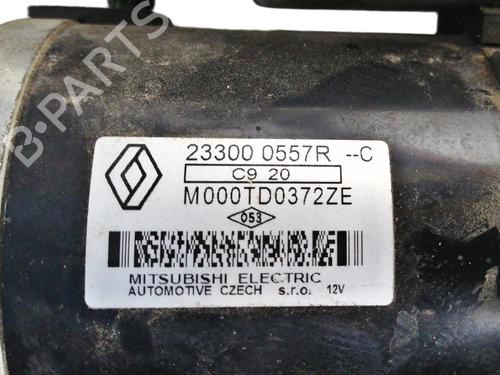 23300 0557R --C
C9 20
M000TD0372ZE
053
MITSUBISHI ELECTRIC
AUTOMOTIVE CZECH s.r.o. 12V
B-PARTS